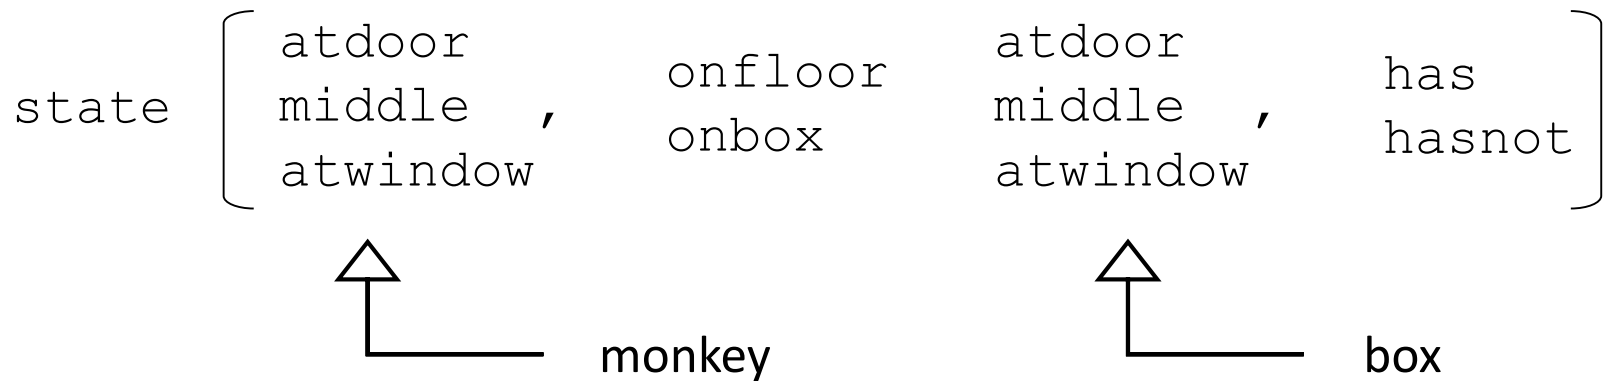 state
atdoor
middle ,
atwindow
onfloor
onbox
atdoor
middle ,
atwindow
has
hasnot
monkey
box